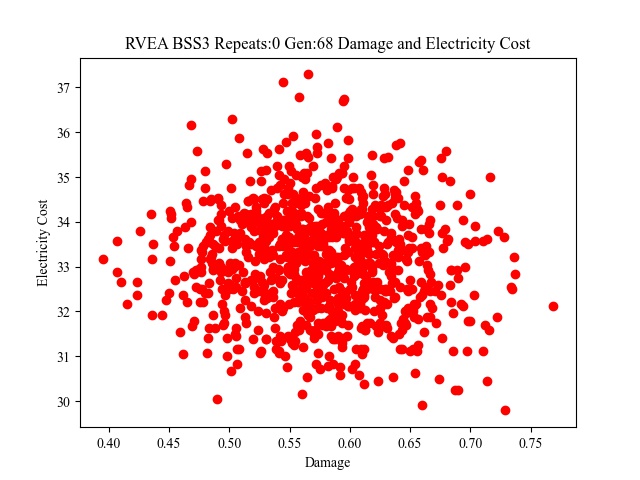 RVEA BSS3 Repeats:0 Gen:68 Damage and Electricity Cost
37
36
35
34
33
32
31
30
Electricity Cost
0.40 0.45 0.50 0.55 0.60 0.65 0.70 0.75
Damage